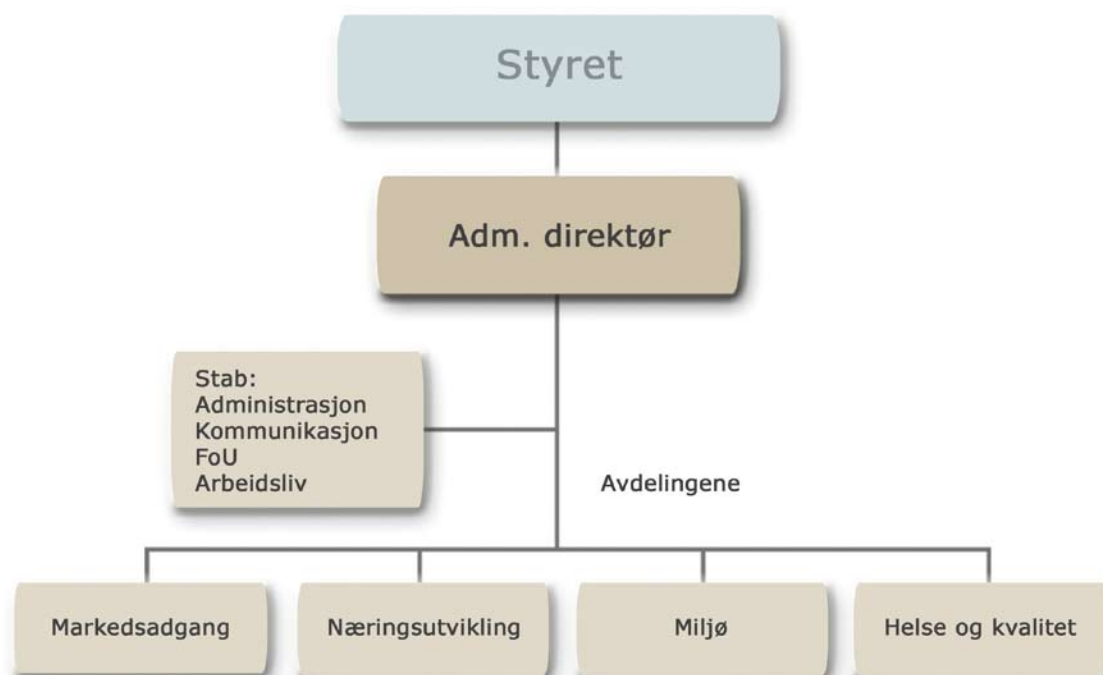 Styret
Adm. direktør
Stab:
Administrasjon
Kommunikasjon
FoU
Arbeidsliv
Avdelingene
Markedsadgang
Næringsutvikling
Miljø
Helse og kvalitet